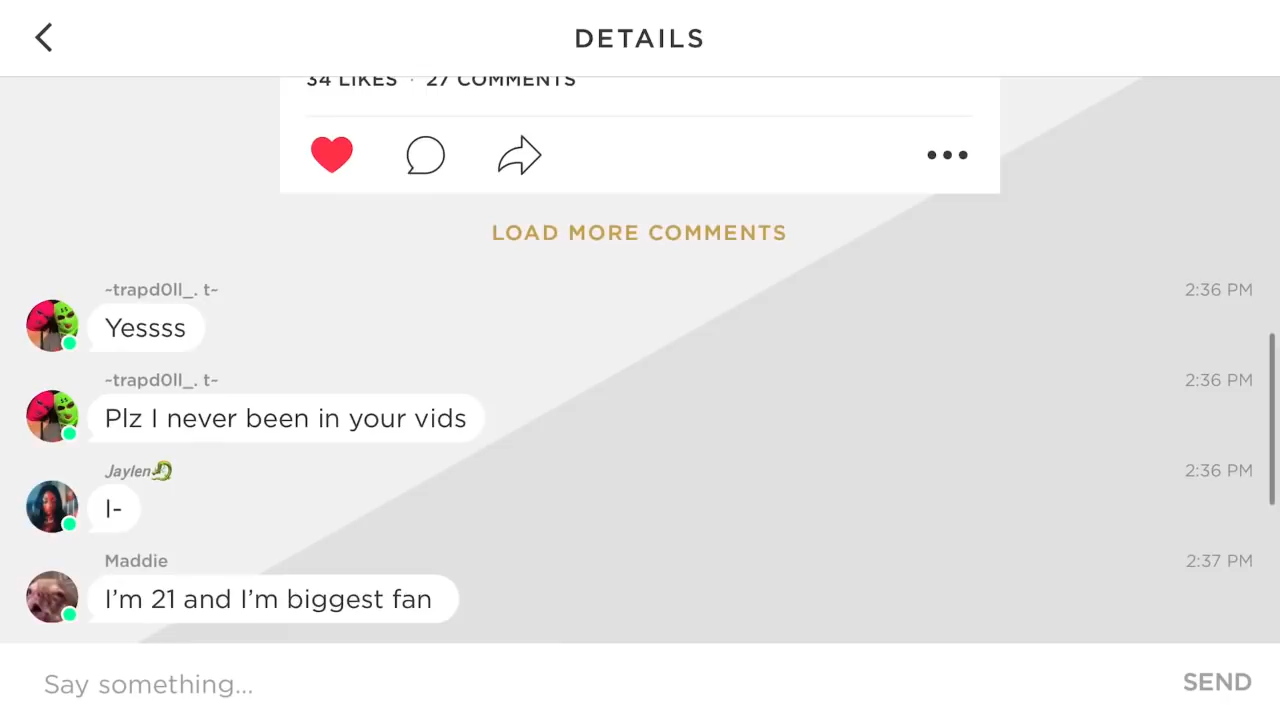 DETAILS
34 LIKES · 27 COMMENTS
LOAD MORE COMMENTS
~trapd0ll_. t~ 2:36 PM
Yessss
~trapd0ll_. t~ 2:36 PM
Plz I never been in your vids
Jaylen🐉 2:36 PM
I-
Maddie 2:37 PM
I’m 21 and I’m biggest fan
Say something... SEND